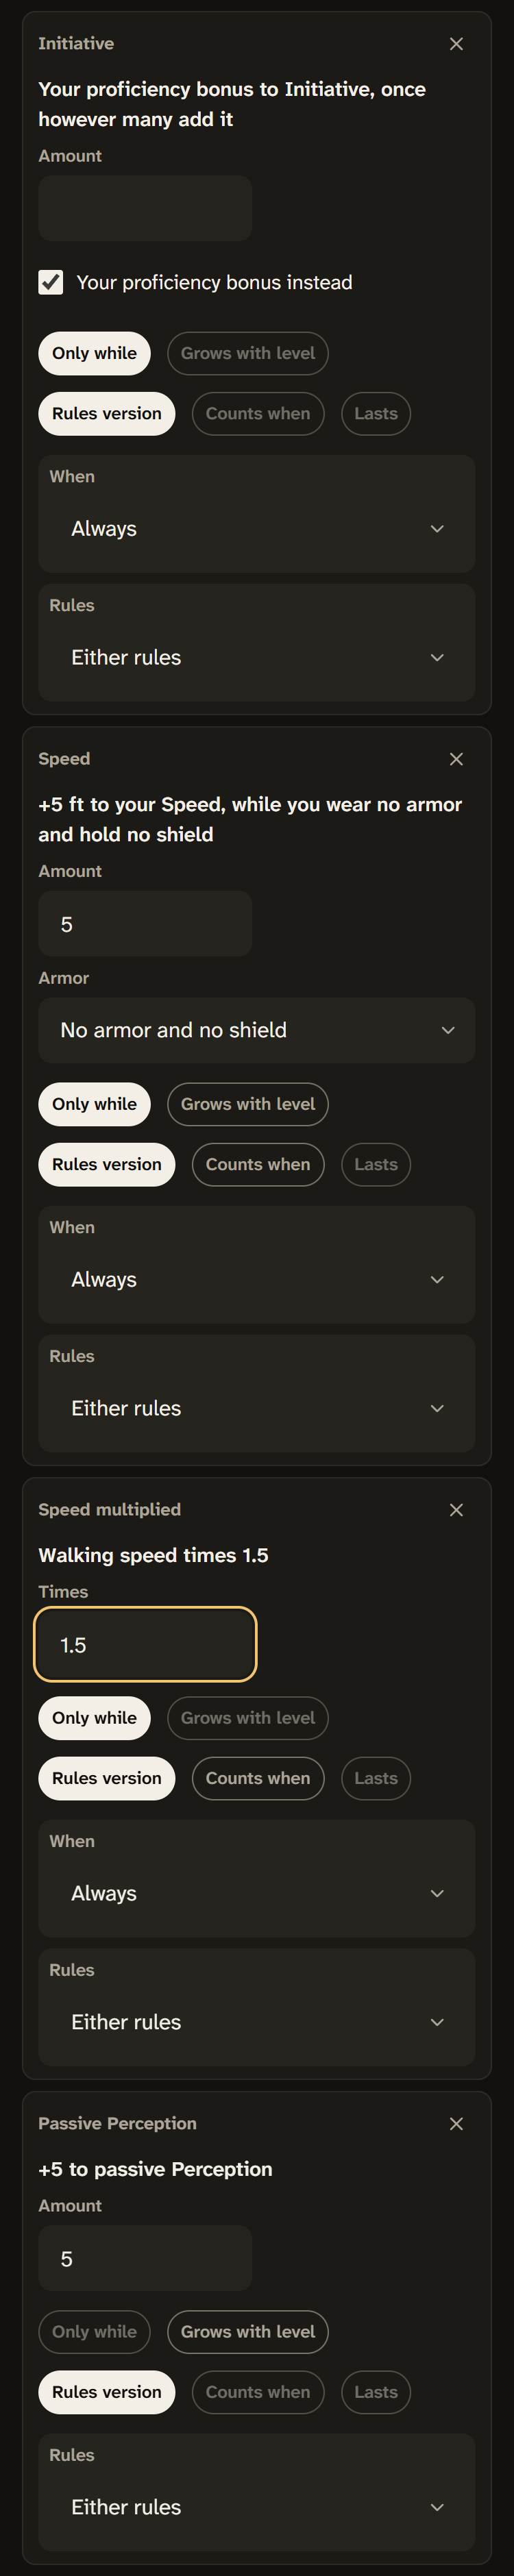 Initiative
Your proficiency bonus to Initiative, once
however many add it
Amount
Your proficiency bonus instead
Only while
Grows with level
Rules version
Counts when
Lasts
When
Always
Rules
Either rules
Speed
+5 ft to your Speed, while you wear no armor
and hold no shield
Amount
5
Armor
No armor and no shield
Only while
Grows with level
Rules version
Counts when
Lasts
When
Always
Rules
Either rules
Speed multiplied
Walking speed times 1.5
Times
1.5
Only while
Grows with level
Rules version
Counts when
Lasts
When
Always
Rules
Either rules
Passive Perception
+5 to passive Perception
Amount
5
Only while
Grows with level
Rules version
Counts when
Lasts
Rules
Either rules